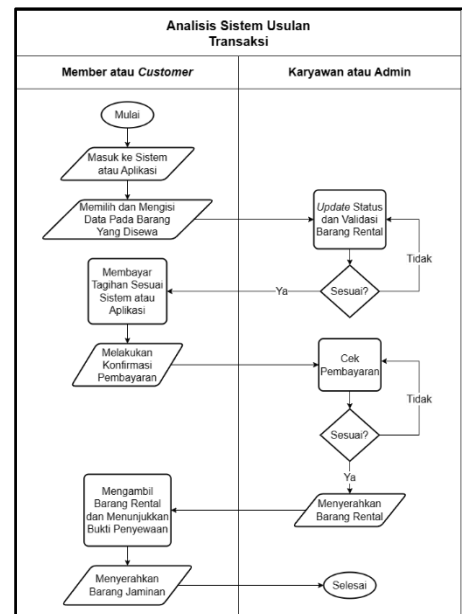 Analisis Sistem Usulan
Transaksi
Member atau Customer
Karyawan atau Admin
Mulai
Masuk ke Sistem
atau Aplikasi
Memilih dan Mengisi
Data Pada Barang
Yang Disewa
Update Status
dan Validasi
Barang Rental
Tidak
Sesuai?
Ya
Membayar
Tagihan Sesuai
Sistem atau
Aplikasi
Melakukan
Konfirmasi
Pembayaran
Cek
Pembayaran
Tidak
Sesuai?
Ya
Menyerahkan
Barang Rental
Mengambil
Barang Rental
dan Menunjukkan
Bukti Penyewaan
Menyerahkan
Barang Jaminan
Selesai